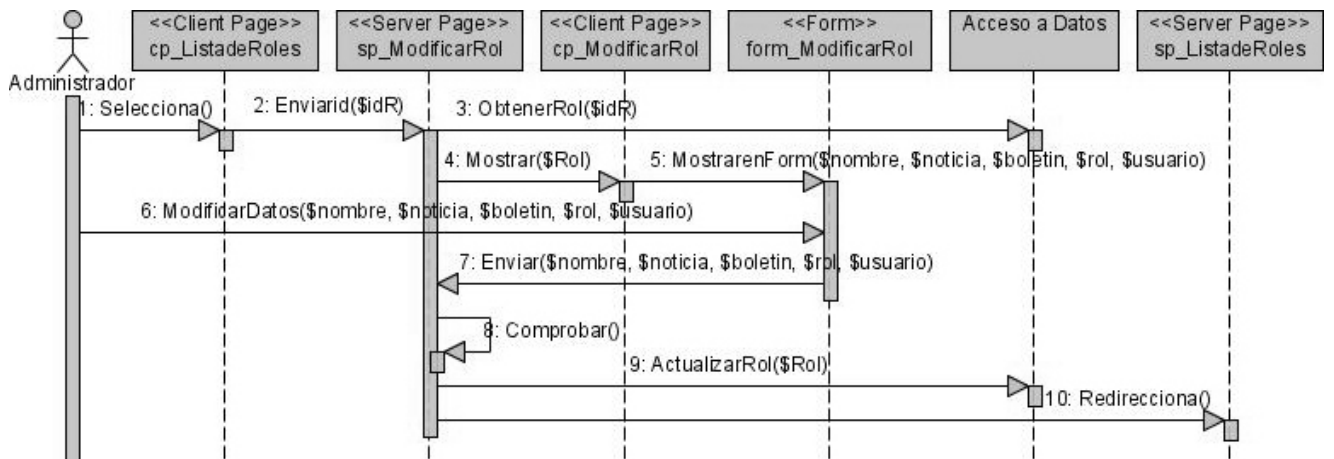 <<Client Page>>
cp_ListadeRoles
<<Server Page>>
sp_ModificarRol
<<Client Page>>
cp_ModificarRol
<<Form>>
form_ModificarRol
Acceso a Datos
<<Server Page>>
sp_ListadeRoles
Administrador
1: Selecciona()
2: Enviarid($idR)
3: ObtenerRol($idR)
4: Mostrar($Rol)
5: MostrarenForm($nombre, $noticia, $boletin, $rol, $usuario)
6: ModifidarDatos($nombre, $noticia, $boletin, $rol, $usuario)
7: Enviar($nombre, $noticia, $boletin, $rol, $usuario)
8: Comprobar()
9: ActualizarRol($Rol)
10: Redirecciona()